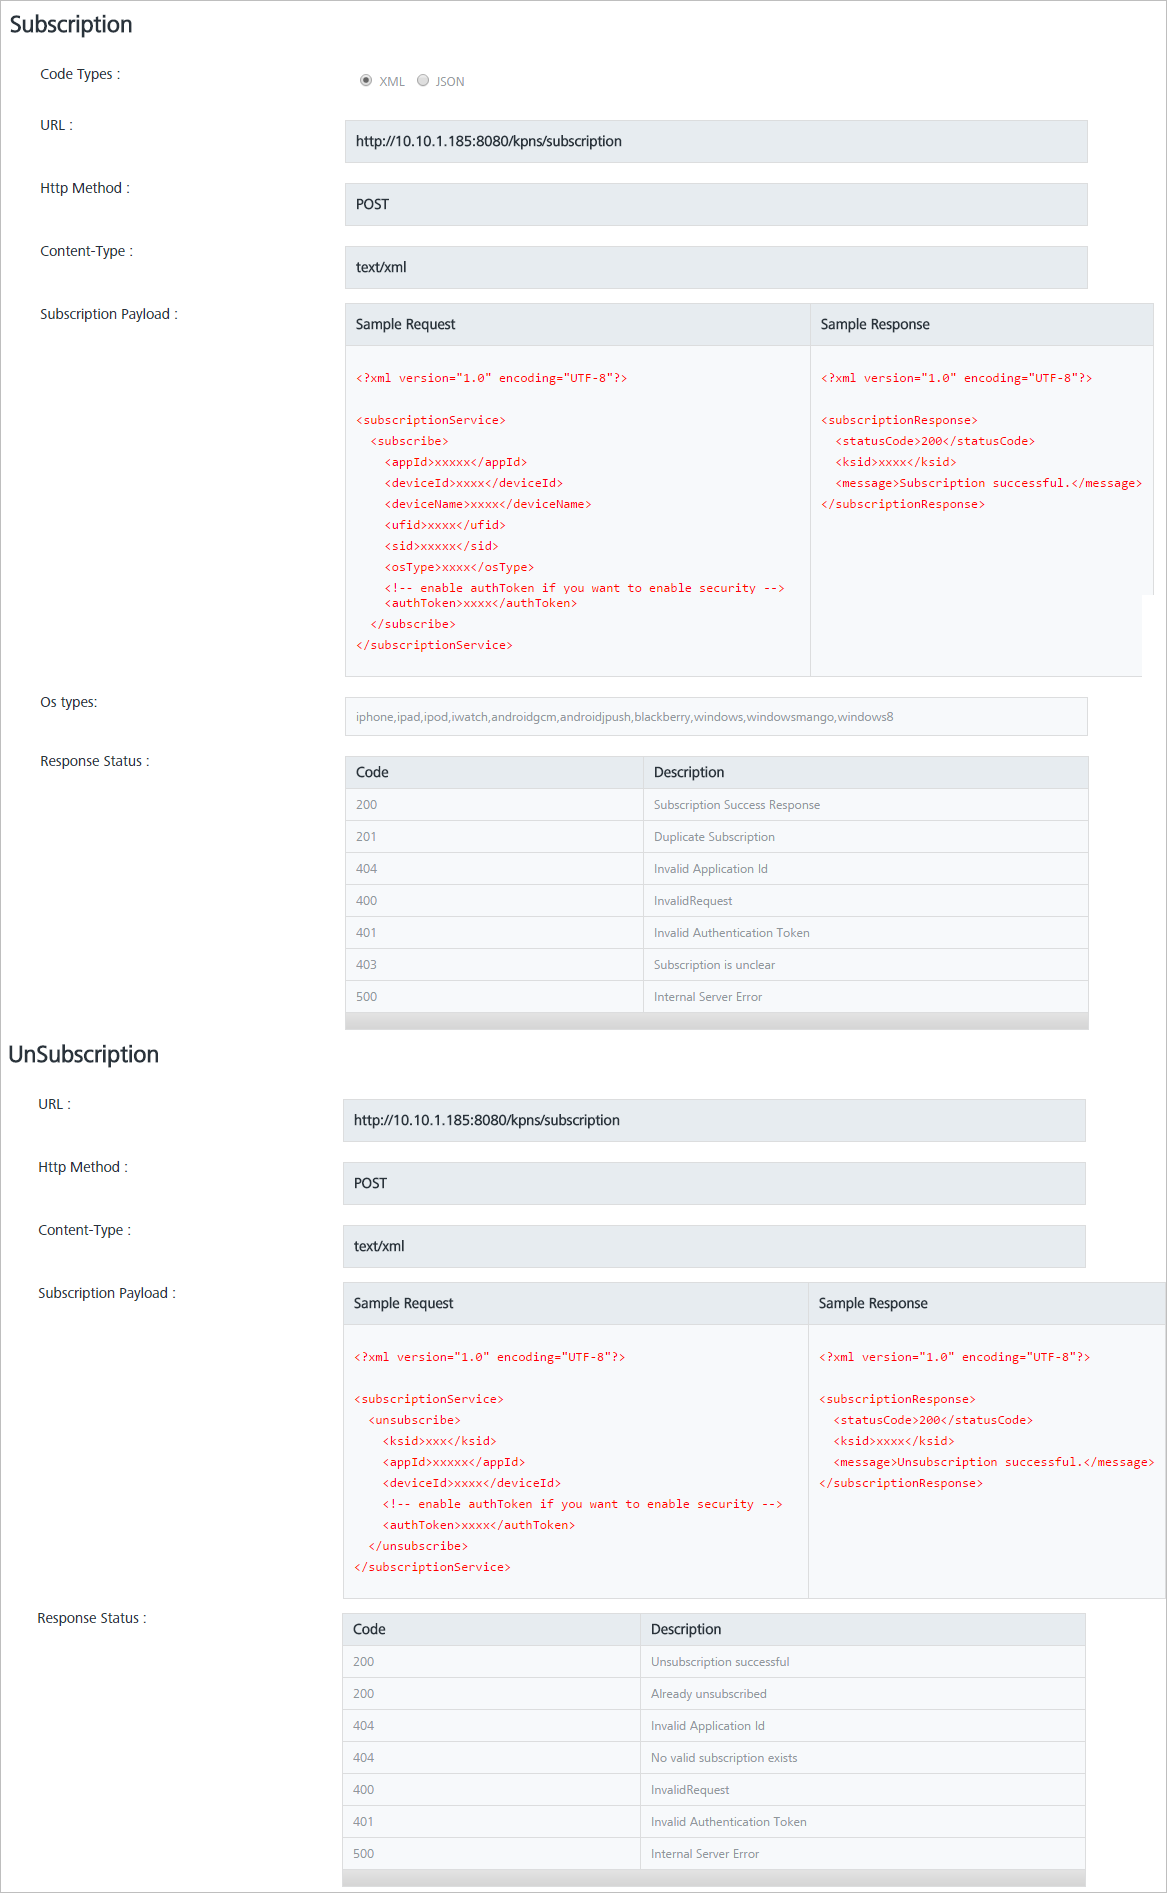 Subscription
Code Types :
XML JSON
URL :
http://10.10.1.185:8080/kpns/subscription
Http Method :
POST
Content-Type :
text/xml
Subscription Payload :
Sample Request
Sample Response
<?xml version="1.0" encoding="UTF-8"?>
<subscriptionService>
<subscribe>
<appId>xxxxx</appId>
<deviceId>xxxx</deviceId>
<deviceName>xxxx</deviceName>
<ufid>xxxx</ufid>
<sid>xxxxx</sid>
<osType>xxxx</osType>
<!-- enable authToken if you want to enable security -->
<authToken>xxxx</authToken>
</subscribe>
</subscriptionService>
<?xml version="1.0" encoding="UTF-8"?>
<subscriptionResponse>
<statusCode>200</statusCode>
<ksid>xxxx</ksid>
<message>Subscription successful.</message>
</subscriptionResponse>
Os types:
iphone,ipad,ipod,iwatch,androidgcm,androidjpush,blackberry,windows,windowsmango,windows8
Response Status :
Code Description
200 Subscription Success Response
201 Duplicate Subscription
404 Invalid Application Id
400 InvalidRequest
401 Invalid Authentication Token
403 Subscription is unclear
500 Internal Server Error
UnSubscription
URL :
http://10.10.1.185:8080/kpns/subscription
Http Method :
POST
Content-Type :
text/xml
Subscription Payload :
Sample Request
Sample Response
<?xml version="1.0" encoding="UTF-8"?>
<subscriptionService>
<unsubscribe>
<ksid>xxx</ksid>
<appId>xxxxx</appId>
<deviceId>xxxx</deviceId>
<!-- enable authToken if you want to enable security -->
<authToken>xxxx</authToken>
</unsubscribe>
</subscriptionService>
<?xml version="1.0" encoding="UTF-8"?>
<subscriptionResponse>
<statusCode>200</statusCode>
<ksid>xxxx</ksid>
<message>Unsubscription successful.</message>
</subscriptionResponse>
Response Status :
Code Description
200 Unsubscription successful
200 Already unsubscribed
404 Invalid Application Id
404 No valid subscription exists
400 InvalidRequest
401 Invalid Authentication Token
500 Internal Server Error